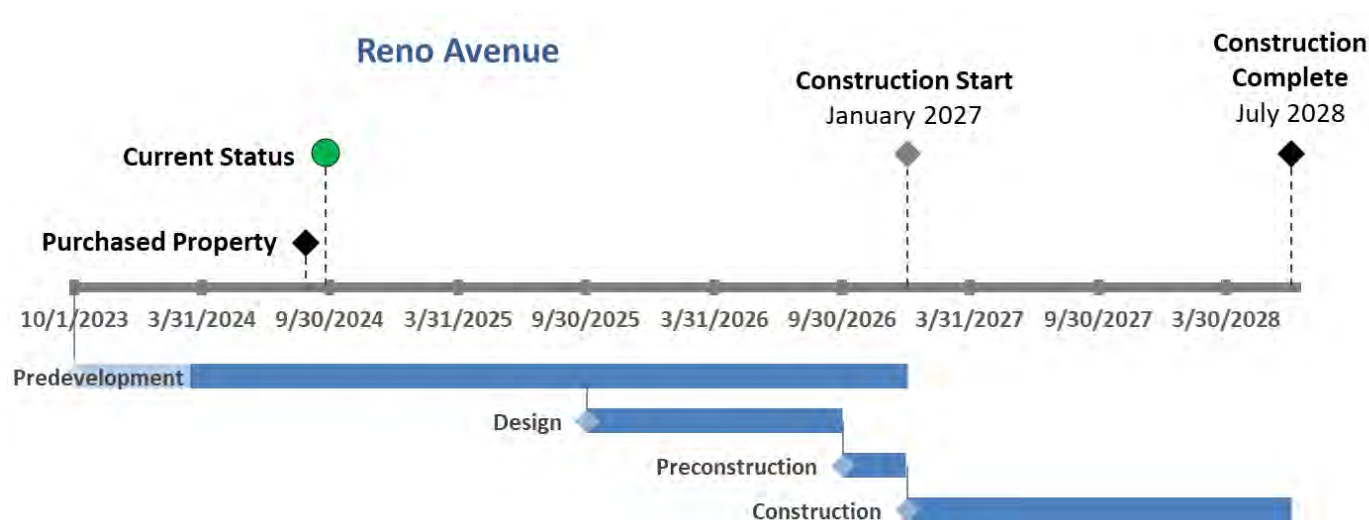 Reno Avenue
Construction
Complete
July 2028
Construction Start
January 2027
Current Status
Purchased Property
10/1/2023 3/31/2024 9/30/2024 3/31/2025 9/30/2025 3/31/2026 9/30/2026 3/31/2027 9/30/2027 3/30/2028
Predevelopment
Design
Preconstruction
Construction